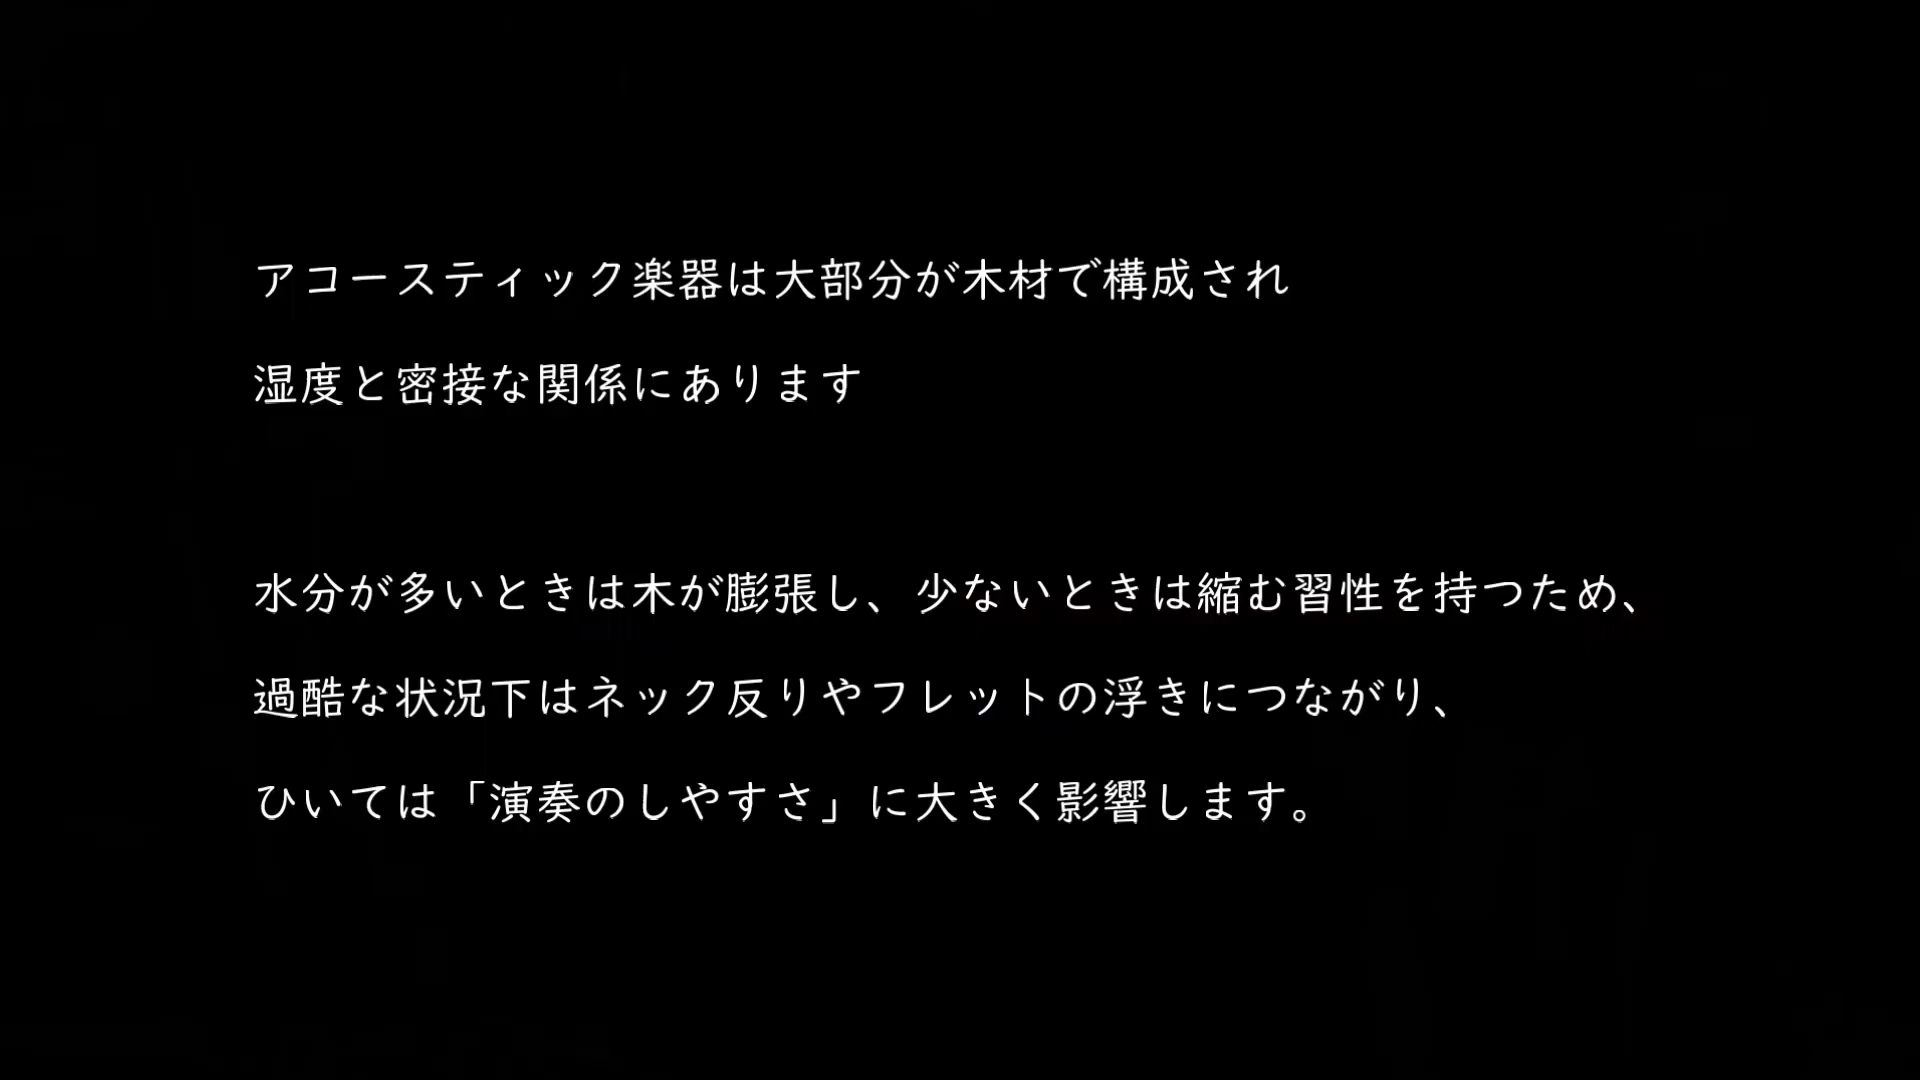 アコースティック楽器は大部分が木材で構成され
湿度と密接な関係にあります
水分が多いときは木が膨張し、少ないときは縮む習性を持つため、
過酷な状況下はネック反りやフレットの浮きにつながり、
ひいては「演奏のしやすさ」に大きく影響します。